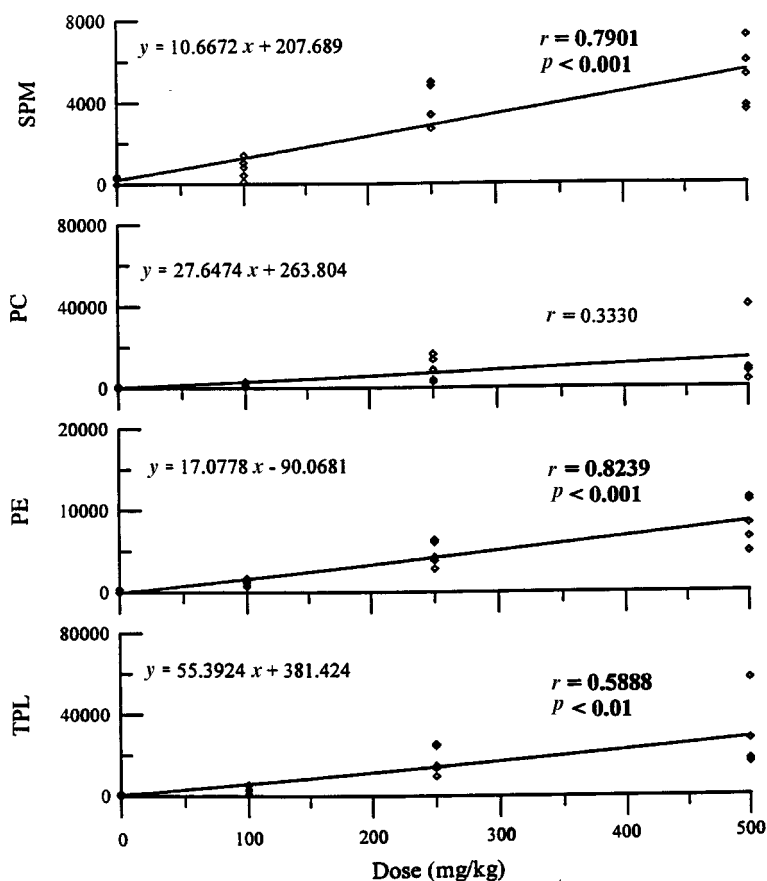 8000
y = 10.6672 x + 207.689
r = 0.7901
p < 0.001
SPM
4000
0
80000
y = 27.6474 x + 263.804
PC
40000
r = 0.3330
0
20000
y = 17.0778 x - 90.0681
r = 0.8239
p < 0.001
PE
10000
0
80000
y = 55.3924 x + 381.424
r = 0.5888
p < 0.01
TPL
40000
0
0 100 200 300 400 500
Dose (mg/kg)